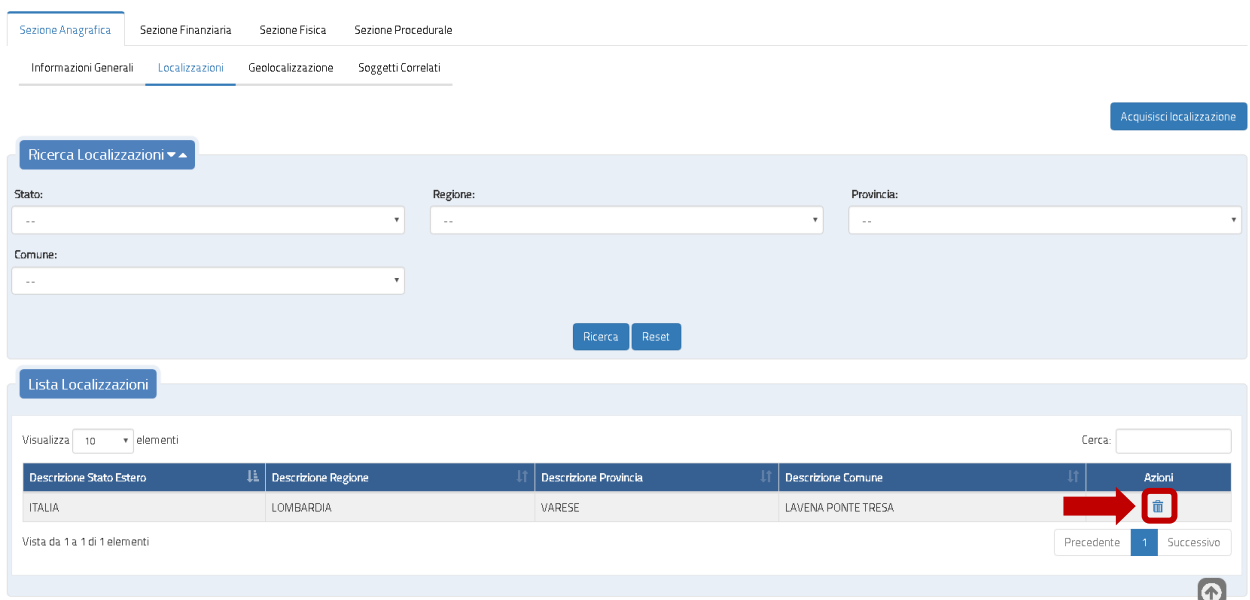 Sezione Anagrafica Sezione Finanziaria Sezione Fisica Sezione Procedurale
Informazioni Generali Localizzazioni Geolocalizzazione Soggetti Correlati
Acquisisci localizzazione
Ricerca Localizzazioni
Stato: Regione: Provincia:
-- -- --
Comune:
--
Ricerca Reset
Lista Localizzazioni
Visualizza 10 elementi Cerca:
Descrizione Stato Estero Descrizione Regione Descrizione Provincia Descrizione Comune Azioni
ITALIA LOMBARDIA VARESE LAVENA PONTE TRESA
Vista da 1 a 1 di 1 elementi Precedente 1 Successivo